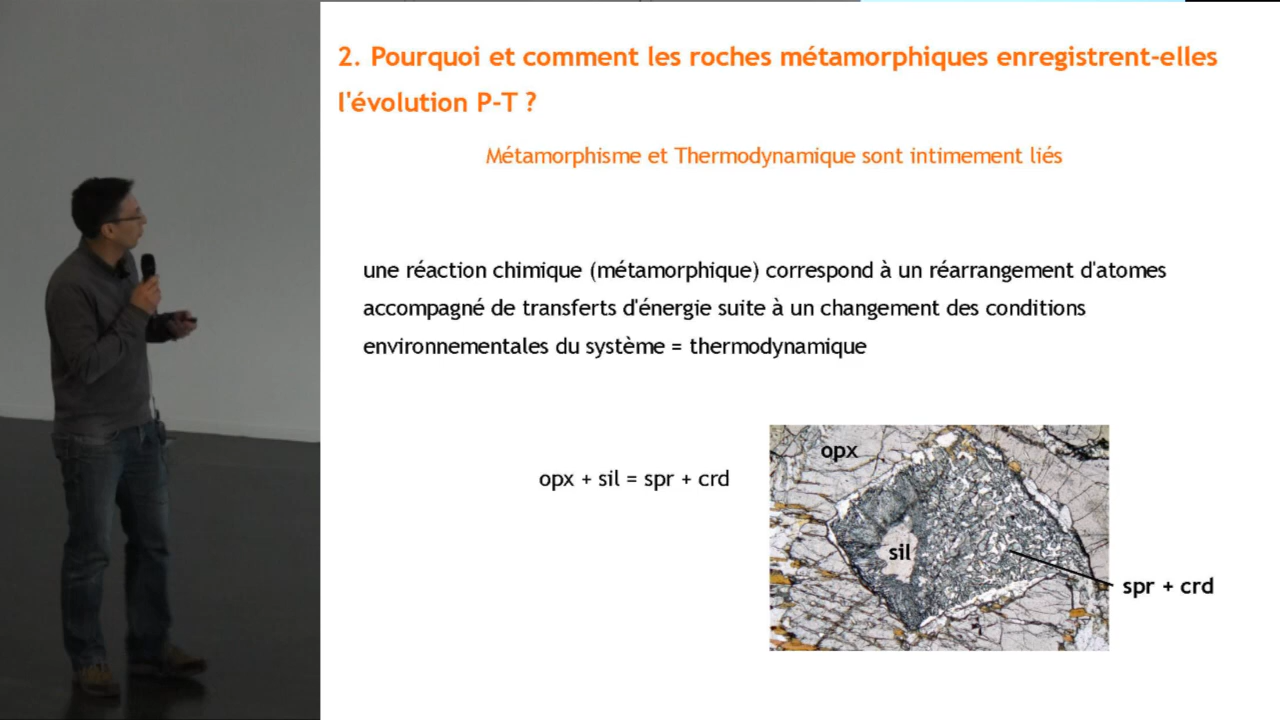 2. Pourquoi et comment les roches métamorphiques enregistrent-elles
l'évolution P-T ?
Métamorphisme et Thermodynamique sont intimement liés
une réaction chimique (métamorphique) correspond à un réarrangement d'atomes
accompagné de transferts d'énergie suite à un changement des conditions
environnementales du système = thermodynamique
opx
opx + sil = spr + crd
sil
spr + crd